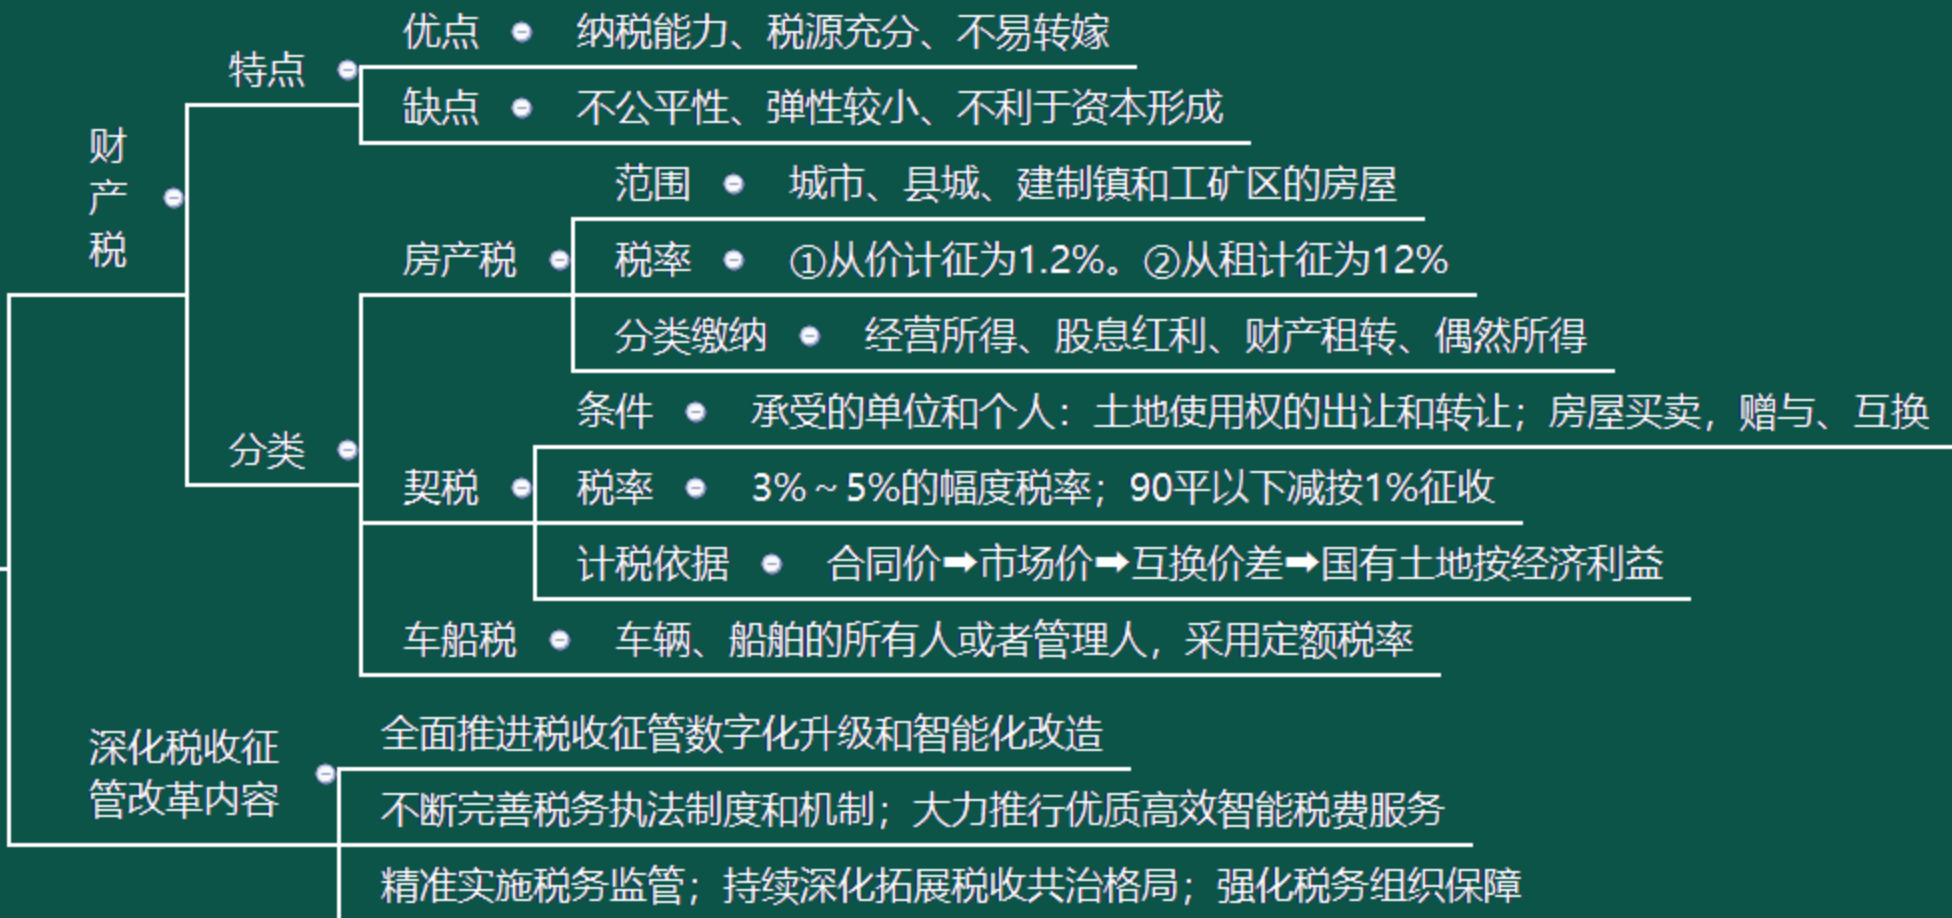 财产税
特点
优点
纳税能力、税源充分、不易转嫁
缺点
不公平性、弹性较小、不利于资本形成
分类
房产税
范围
城市、县城、建制镇和工矿区的房屋
税率
①从价计征为1.2%。②从租计征为12%
分类缴纳
经营所得、股息红利、财产租转、偶然所得
契税
条件
承受的单位和个人：土地使用权的出让和转让；房屋买卖，赠与、互换
税率
3%～5%的幅度税率；90平以下减按1%征收
计税依据
合同价➡市场价➡互换价差➡国有土地按经济利益
车船税
车辆、船舶的所有人或者管理人，采用定额税率
深化税收征
管改革内容
全面推进税收征管数字化升级和智能化改造
不断完善税务执法制度和机制；大力推行优质高效智能税费服务
精准实施税务监管；持续深化拓展税收共治格局；强化税务组织保障